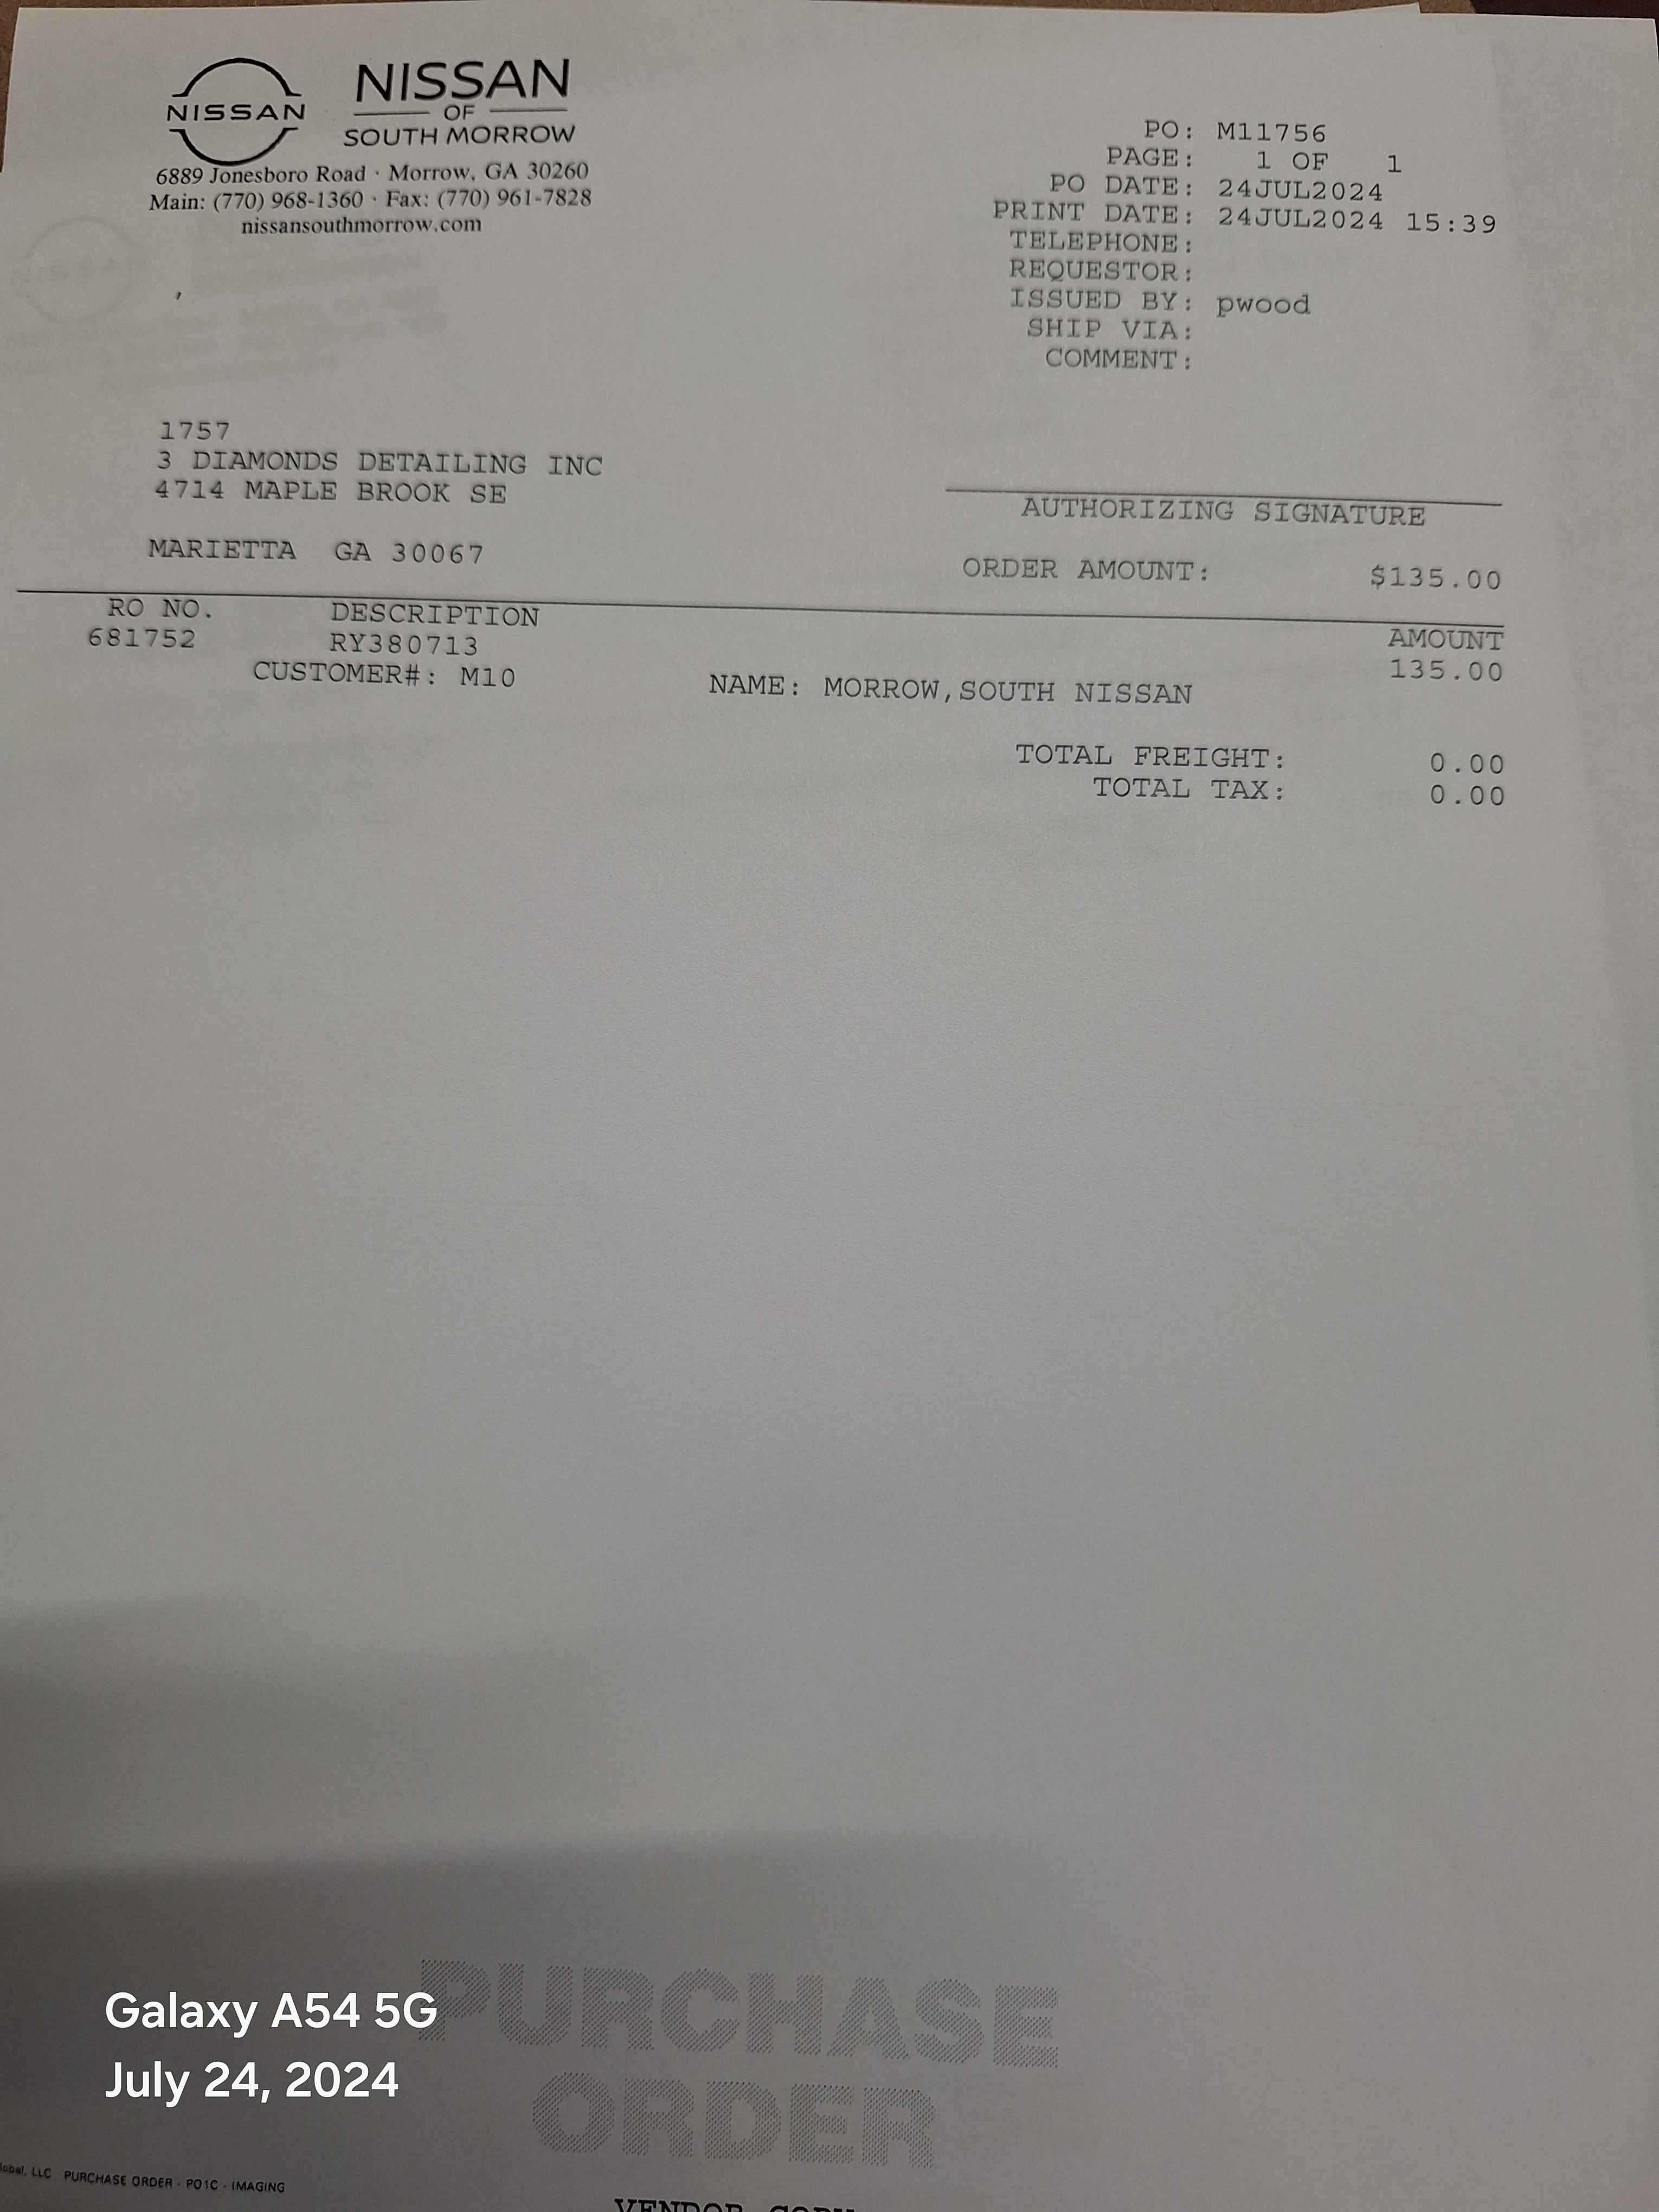 NISSAN
NISSAN
OF
SOUTH MORROW
6889 Jonesboro Road · Morrow, GA 30260
Main: (770) 968-1360 · Fax: (770) 961-7828
nissansouthmorrow.com
PO: M11756
PAGE: 1 OF 1
PO DATE: 24JUL2024
PRINT DATE: 24JUL2024 15:39
TELEPHONE:
REQUESTOR:
ISSUED BY: pwood
SHIP VIA:
COMMENT:
1757
3 DIAMONDS DETAILING INC
4714 MAPLE BROOK SE
MARIETTA GA 30067
AUTHORIZING SIGNATURE
ORDER AMOUNT: $135.00
RO NO. DESCRIPTION AMOUNT
681752 RY380713 135.00
CUSTOMER#: M10 NAME: MORROW,SOUTH NISSAN
TOTAL FREIGHT: 0.00
TOTAL TAX: 0.00
PURCHASE
ORDER
Galaxy A54 5G
July 24, 2024
LLC PURCHASE ORDER - PO1C - IMAGING
VENDOR COPY